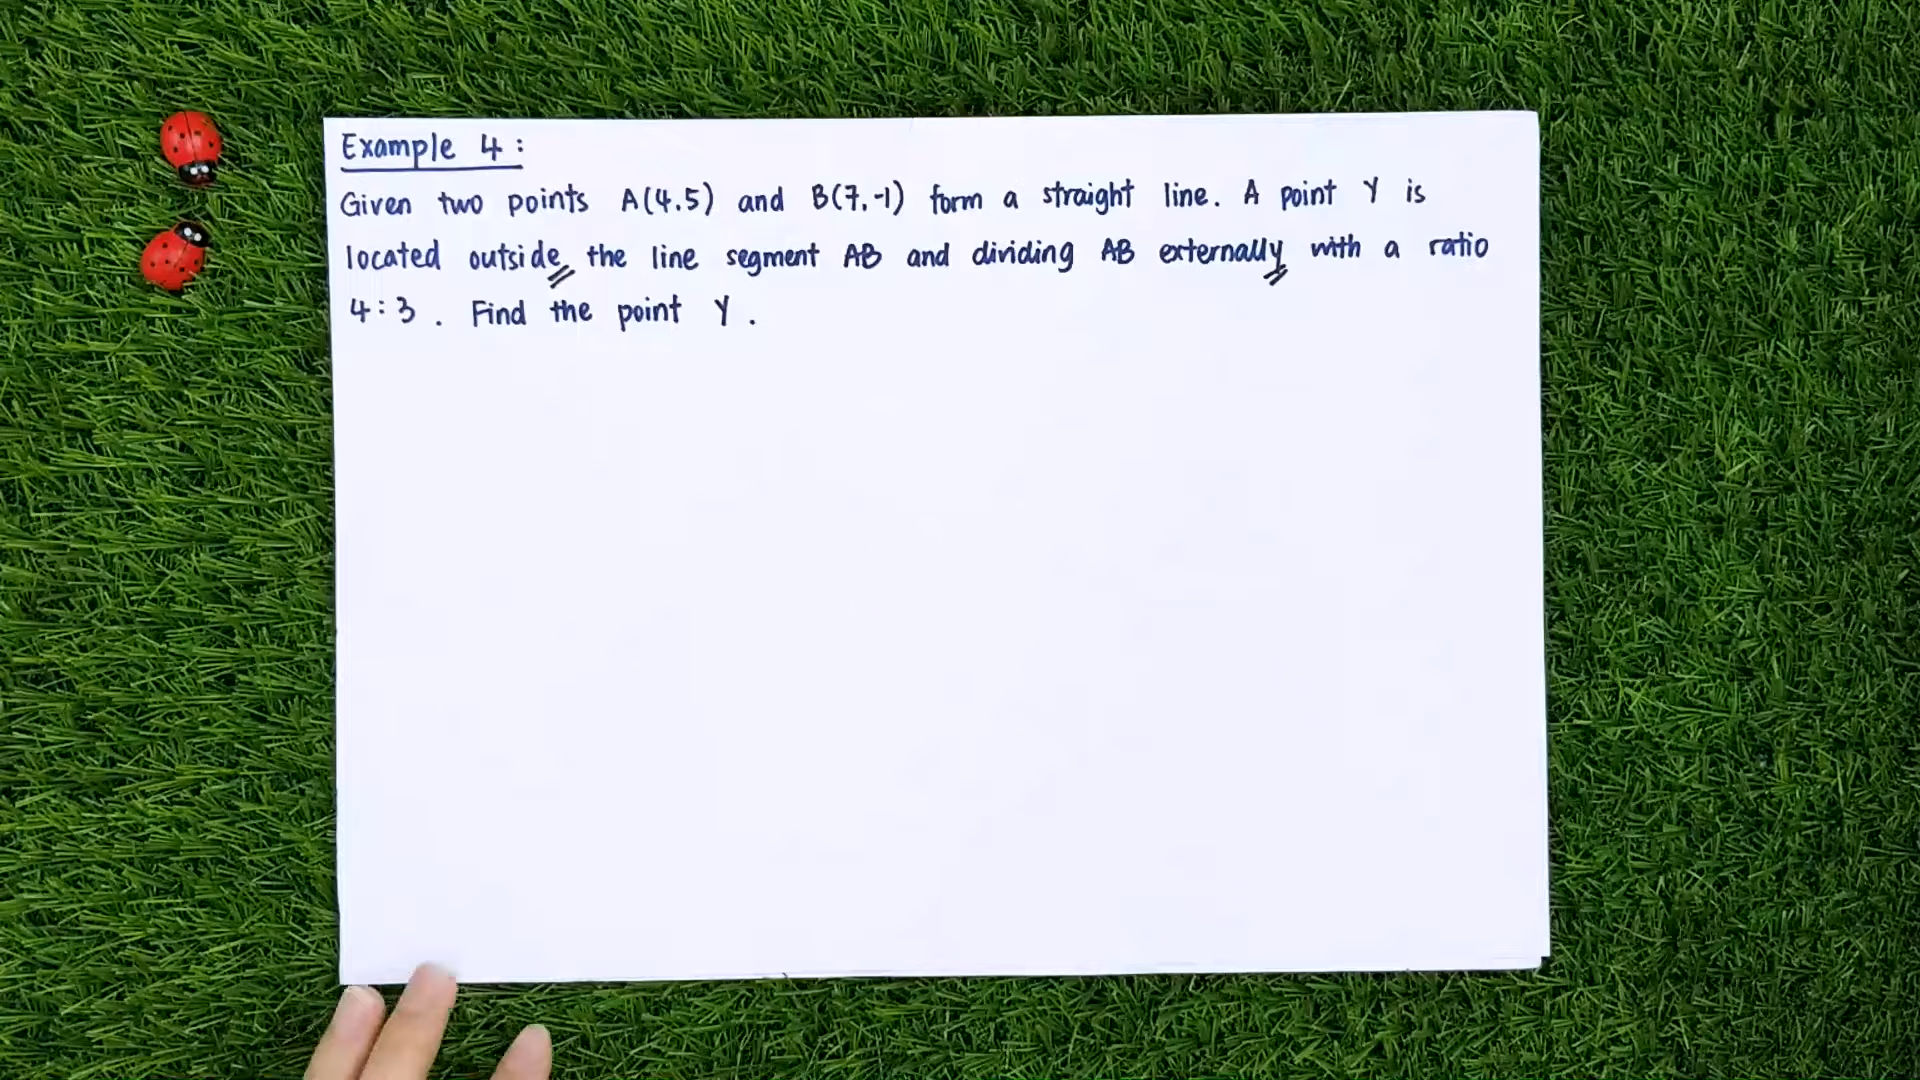 Example 4 :
Given two points A(4,5) and B(7,-1) form a straight line. A point Y is
located outside the line segment AB and dividing AB externally with a ratio
4:3 . Find the point Y .